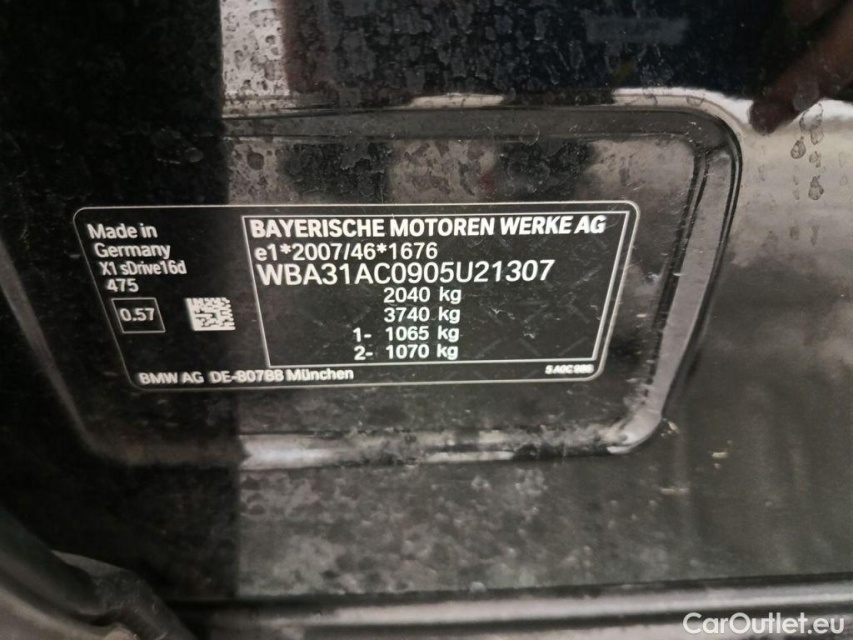 Made in
Germany
X1 sDrive16d
475
0.57
BAYERISCHE MOTOREN WERKE AG
e1*2007/46*1676
WBA31AC0905U21307
2040 kg
3740 kg
1- 1065 kg
2- 1070 kg
BMW AG DE-80788 München
CarOutlet.eu